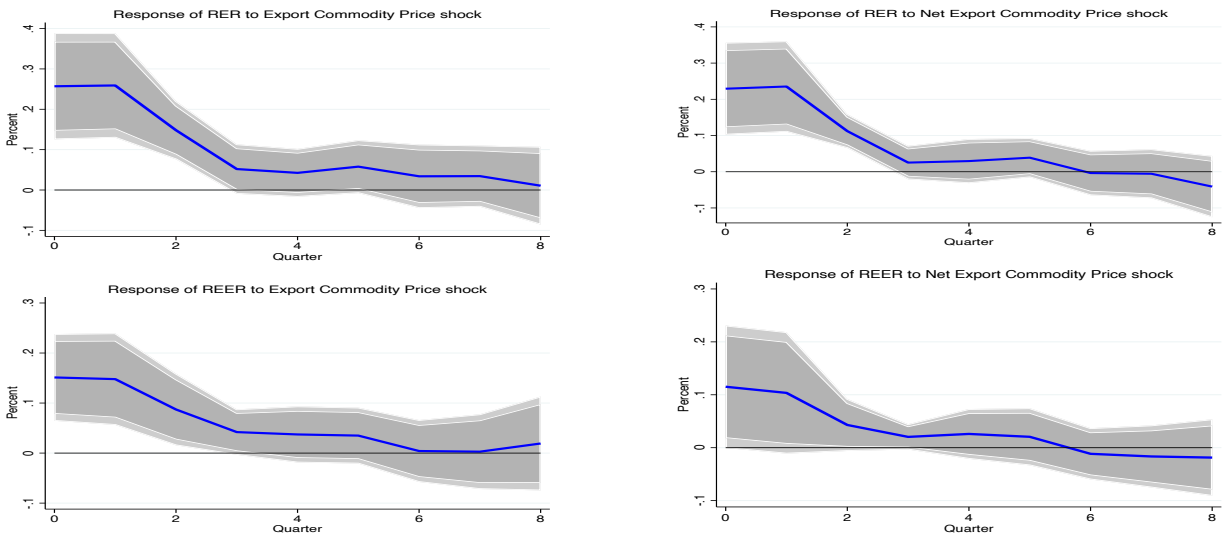 Response of RER to Export Commodity Price shock
.4
.3
.2
.1
0
-.1
Percent
0 2 4 6 8
Quarter
Response of RER to Net Export Commodity Price shock
.4
.3
.2
.1
0
-.1
Percent
0 2 4 6 8
Quarter
Response of REER to Export Commodity Price shock
.3
.2
.1
0
-.1
Percent
0 2 4 6 8
Quarter
Response of REER to Net Export Commodity Price shock
.3
.2
.1
0
-.1
Percent
0 2 4 6 8
Quarter